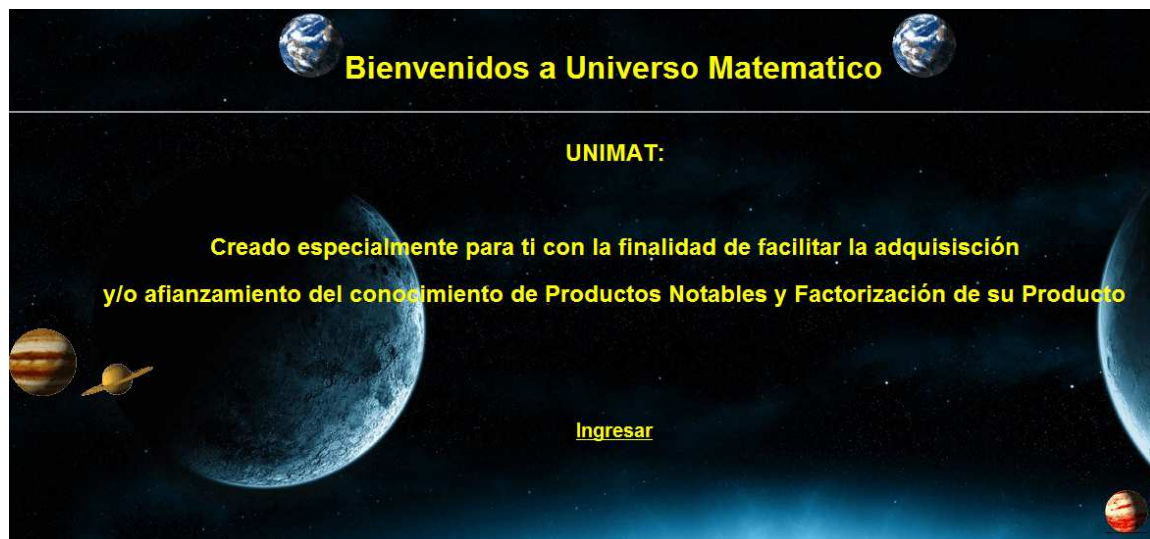 Bienvenidos a Universo Matematico
UNIMAT:
Creado especialmente para ti con la finalidad de facilitar la adquisisción
y/o afianzamiento del conocimiento de Productos Notables y Factorización de su Producto
Ingresar